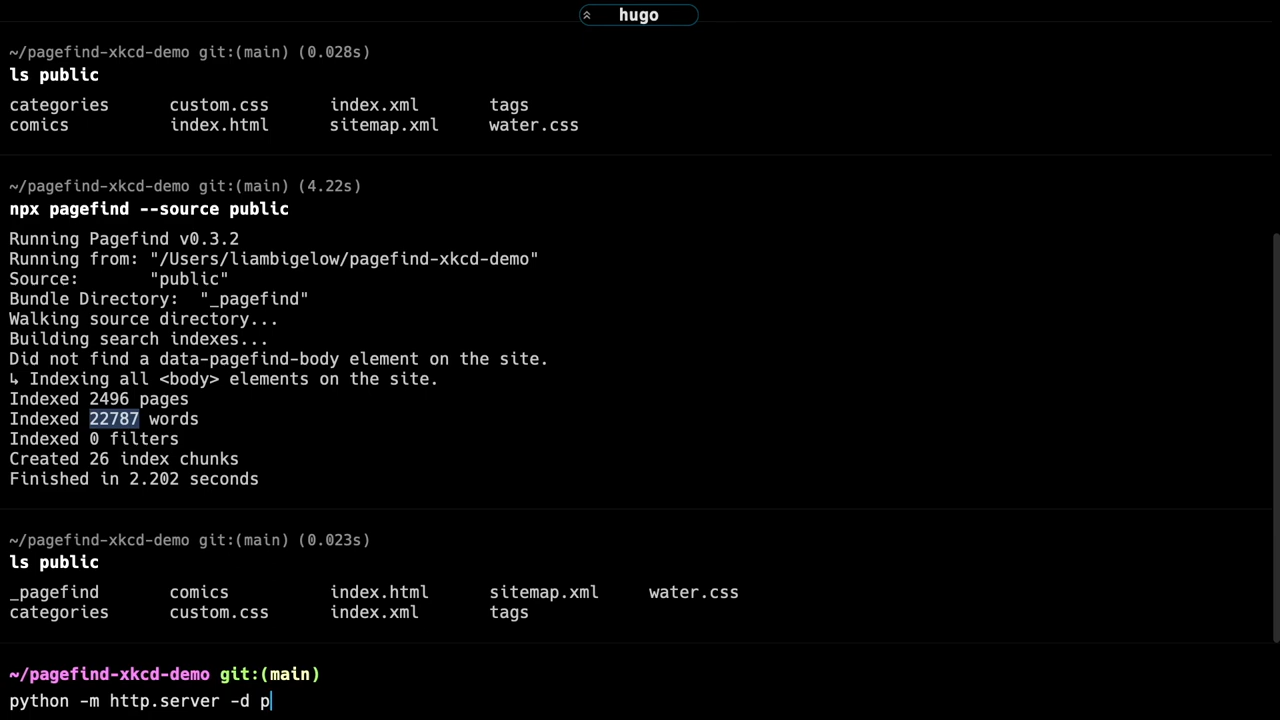 hugo
~/pagefind-xkcd-demo git:(main) (0.028s)
ls public
categories custom.css index.xml tags
comics index.html sitemap.xml water.css
~/pagefind-xkcd-demo git:(main) (4.22s)
npx pagefind --source public
Running Pagefind v0.3.2
Running from: "/Users/liambigelow/pagefind-xkcd-demo"
Source: "public"
Bundle Directory: "_pagefind"
Walking source directory...
Building search indexes...
Did not find a data-pagefind-body element on the site.
↳ Indexing all <body> elements on the site.
Indexed 2496 pages
Indexed 22787 words
Indexed 0 filters
Created 26 index chunks
Finished in 2.202 seconds
~/pagefind-xkcd-demo git:(main) (0.023s)
ls public
_pagefind comics index.html sitemap.xml water.css
categories custom.css index.xml tags
~/pagefind-xkcd-demo git:(main)
python -m http.server -d p